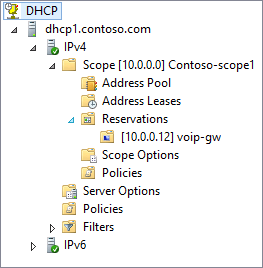 DHCP
dhcp1.contoso.com
IPv4
Scope [10.0.0.0] Contoso-scope1
Address Pool
Address Leases
Reservations
[10.0.0.12] voip-gw
Scope Options
Policies
Server Options
Policies
Filters
IPv6